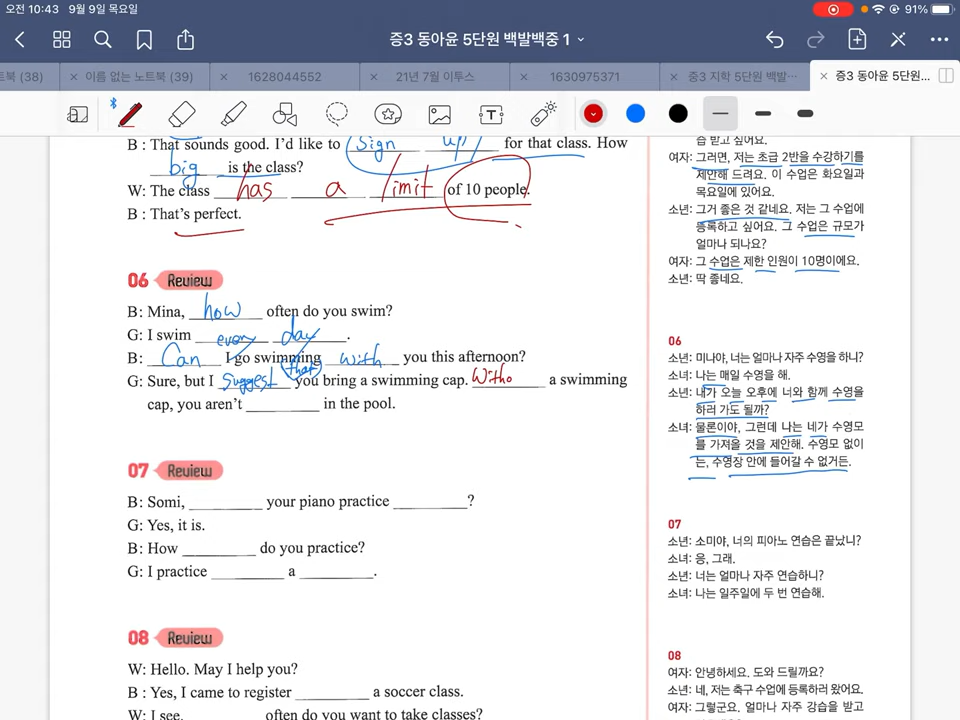 오전 10:43 9월 9일 목요일
91%
증3 동아윤 5단원 백발백중 1
트북 (38)
이름 없는 노트북 (39)
1628044552
21년 7월 이투스
1630975371
중3 지학 5단원 백발…
증3 동아윤 5단원…
B : That sounds good. I'd like to sign up for that class. How
big is the class?
W: The class has a limit of 10 people.
B : That's perfect.
06 Review
B: Mina, how often do you swim?
G: I swim every day.
B: Can I go swimming with you this afternoon?
G: Sure, but I suggest (that) you bring a swimming cap. Witho a swimming
cap, you aren't ________ in the pool.
07 Review
B: Somi, ________ your piano practice ________?
G: Yes, it is.
B: How ________ do you practice?
G: I practice ________ a ________.
08 Review
W: Hello. May I help you?
B : Yes, I came to register ________ a soccer class.
W: I see. ________ often do you want to take classes?
습 받고 싶어요.
여자: 그러면, 저는 초급 2반을 수강하기를
제안해 드려요. 이 수업은 화요일과
목요일에 있어요.
소년: 그거 좋은 것 같네요. 저는 그 수업에
등록하고 싶어요. 그 수업은 규모가
얼마나 되나요?
여자: 그 수업은 제한 인원이 10명이에요.
소년: 딱 좋네요.
06
소년: 미나야, 너는 얼마나 자주 수영을 하니?
소녀: 나는 매일 수영을 해.
소년: 내가 오늘 오후에 너와 함께 수영을
하러 가도 될까?
소녀: 물론이야, 그런데 나는 네가 수영모
를 가져올 것을 제안해. 수영모 없이
는, 수영장 안에 들어갈 수 없거든.
07
소년: 소미야, 너의 피아노 연습은 끝났니?
소녀: 응, 그래.
소년: 너는 얼마나 자주 연습하니?
소녀: 나는 일주일에 두 번 연습해.
08
여자: 안녕하세요. 도와 드릴까요?
소년: 네, 저는 축구 수업에 등록하러 왔어요.
여자: 그렇군요. 얼마나 자주 강습을 받고